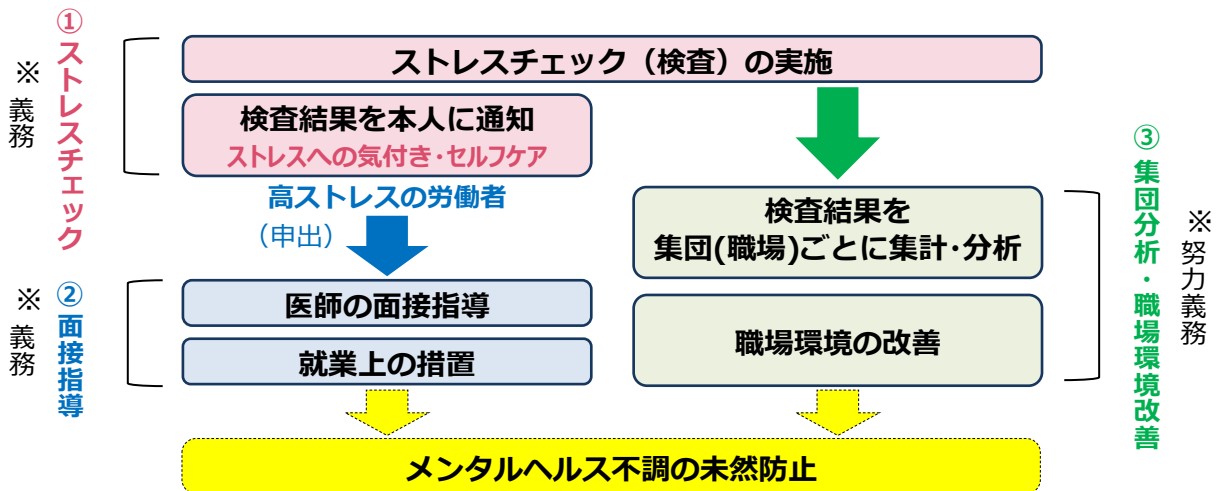 ① ストレスチェック
※ 義務
ストレスチェック（検査）の実施
検査結果を本人に通知
ストレスへの気付き・セルフケア
高ストレスの労働者
（申出）
② 面接指導
※ 義務
医師の面接指導
就業上の措置
検査結果を
集団(職場)ごとに集計・分析
職場環境の改善
③ 集団分析・職場環境改善
※ 努力義務
メンタルヘルス不調の未然防止